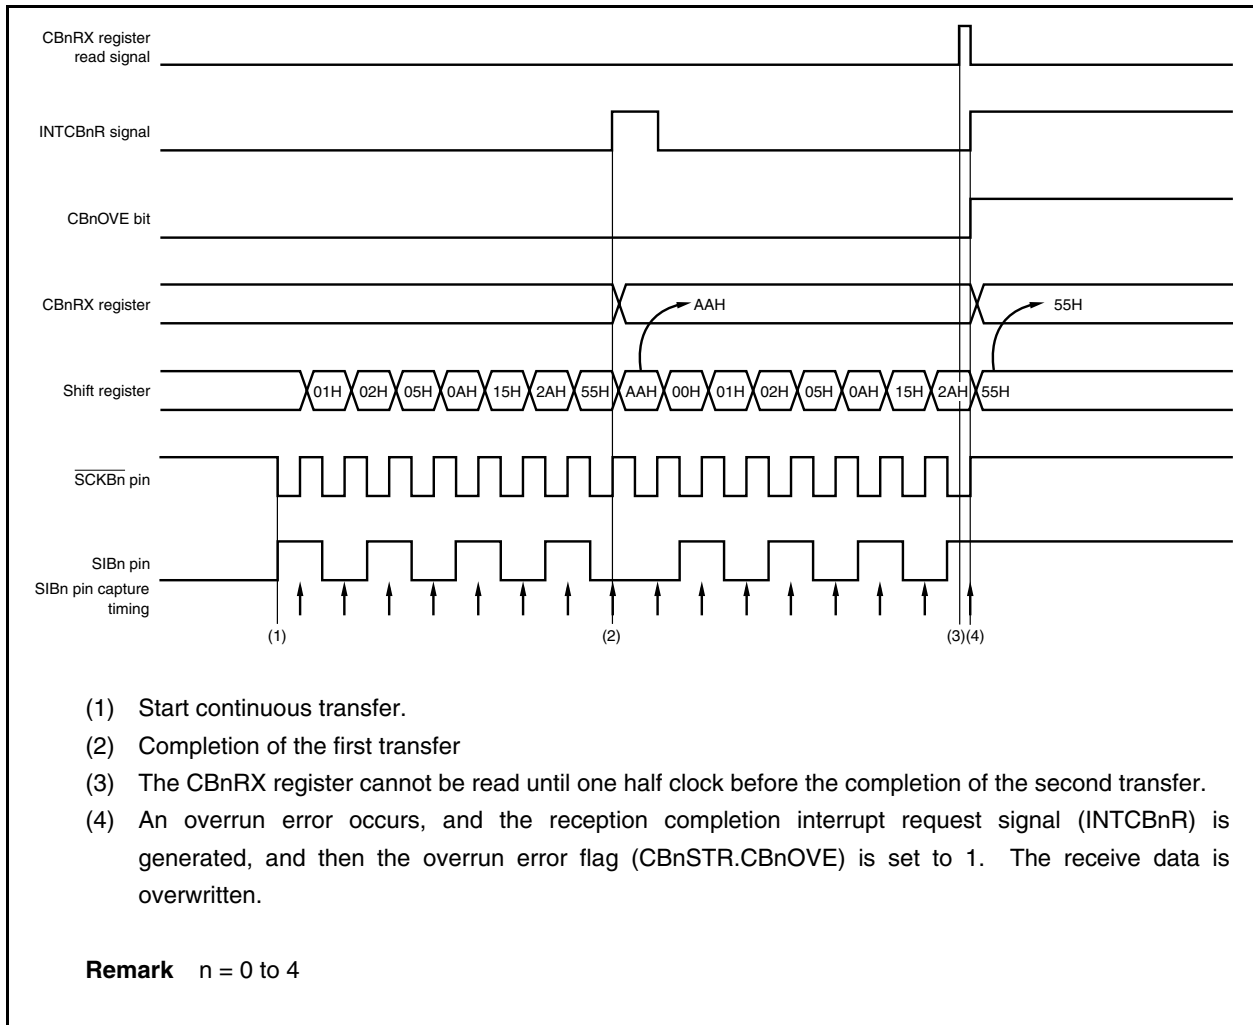 CBnRX register
read signal
INTCBnR signal
CBnOVE bit
CBnRX register
AAH
55H
Shift register
01H 02H 05H 0AH 15H 2AH 55H AAH 00H 01H 02H 05H 0AH 15H 2AH 55H
SCKBn pin
SIBn pin
SIBn pin capture
timing
(1) (2) (3) (4)
(1) Start continuous transfer.
(2) Completion of the first transfer
(3) The CBnRX register cannot be read until one half clock before the completion of the second transfer.
(4) An overrun error occurs, and the reception completion interrupt request signal (INTCBnR) is
generated, and then the overrun error flag (CBnSTR.CBnOVE) is set to 1. The receive data is
overwritten.
Remark n = 0 to 4